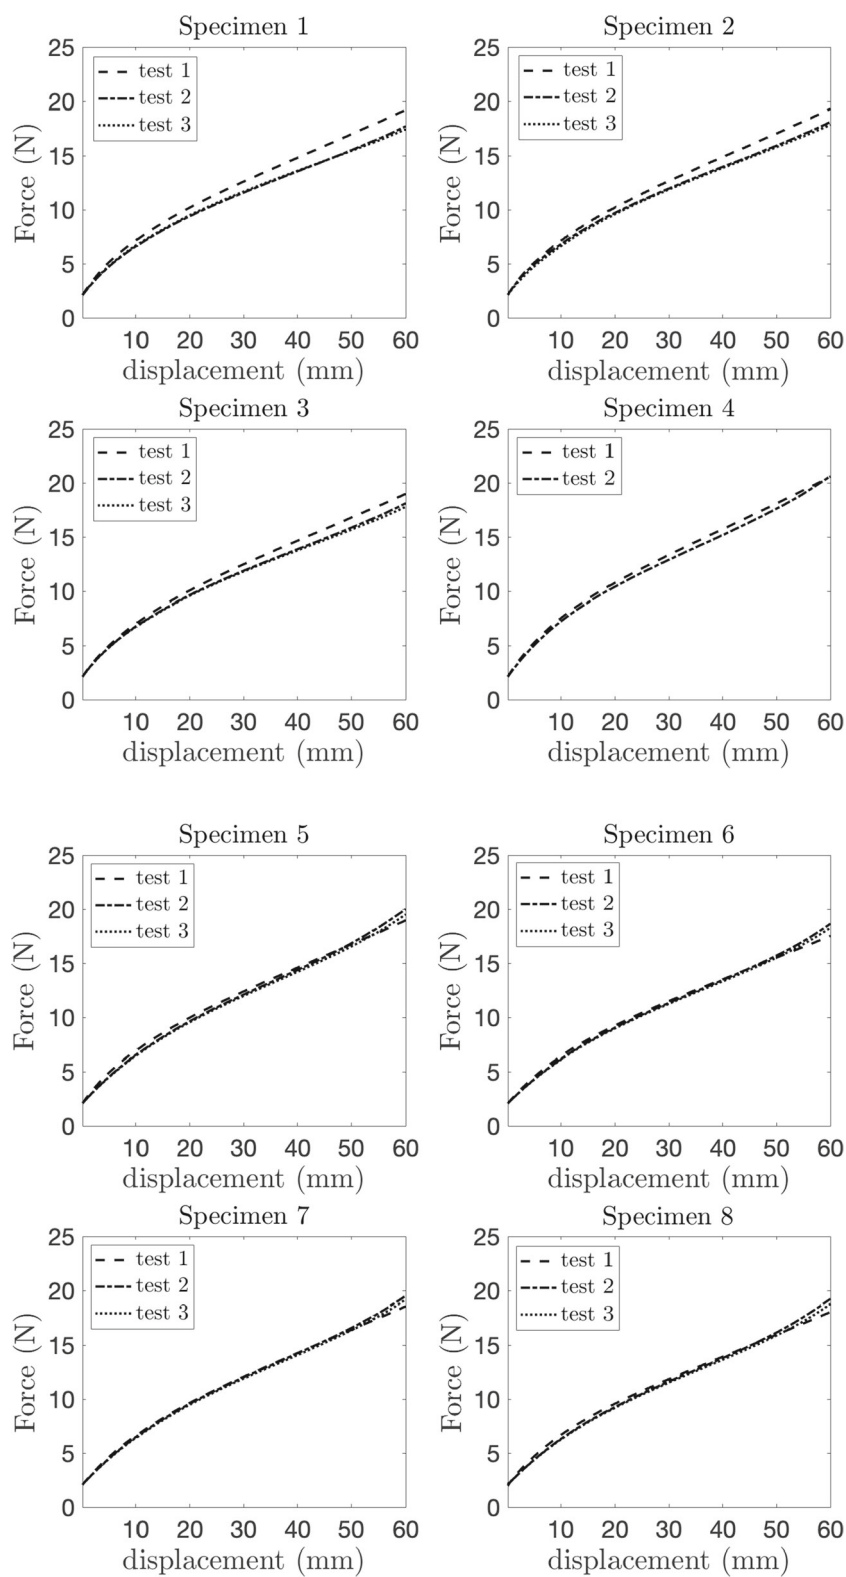 Specimen 1
25
20
15
10
5
0
Force (N)
test 1
test 2
test 3
10 20 30 40 50 60
displacement (mm)
Specimen 2
25
20
15
10
5
0
Force (N)
test 1
test 2
test 3
10 20 30 40 50 60
displacement (mm)
Specimen 3
25
20
15
10
5
0
Force (N)
test 1
test 2
test 3
10 20 30 40 50 60
displacement (mm)
Specimen 4
25
20
15
10
5
0
Force (N)
test 1
test 2
10 20 30 40 50 60
displacement (mm)
Specimen 5
25
20
15
10
5
0
Force (N)
test 1
test 2
test 3
10 20 30 40 50 60
displacement (mm)
Specimen 6
25
20
15
10
5
0
Force (N)
test 1
test 2
test 3
10 20 30 40 50 60
displacement (mm)
Specimen 7
25
20
15
10
5
0
Force (N)
test 1
test 2
test 3
10 20 30 40 50 60
displacement (mm)
Specimen 8
25
20
15
10
5
0
Force (N)
test 1
test 2
test 3
10 20 30 40 50 60
displacement (mm)